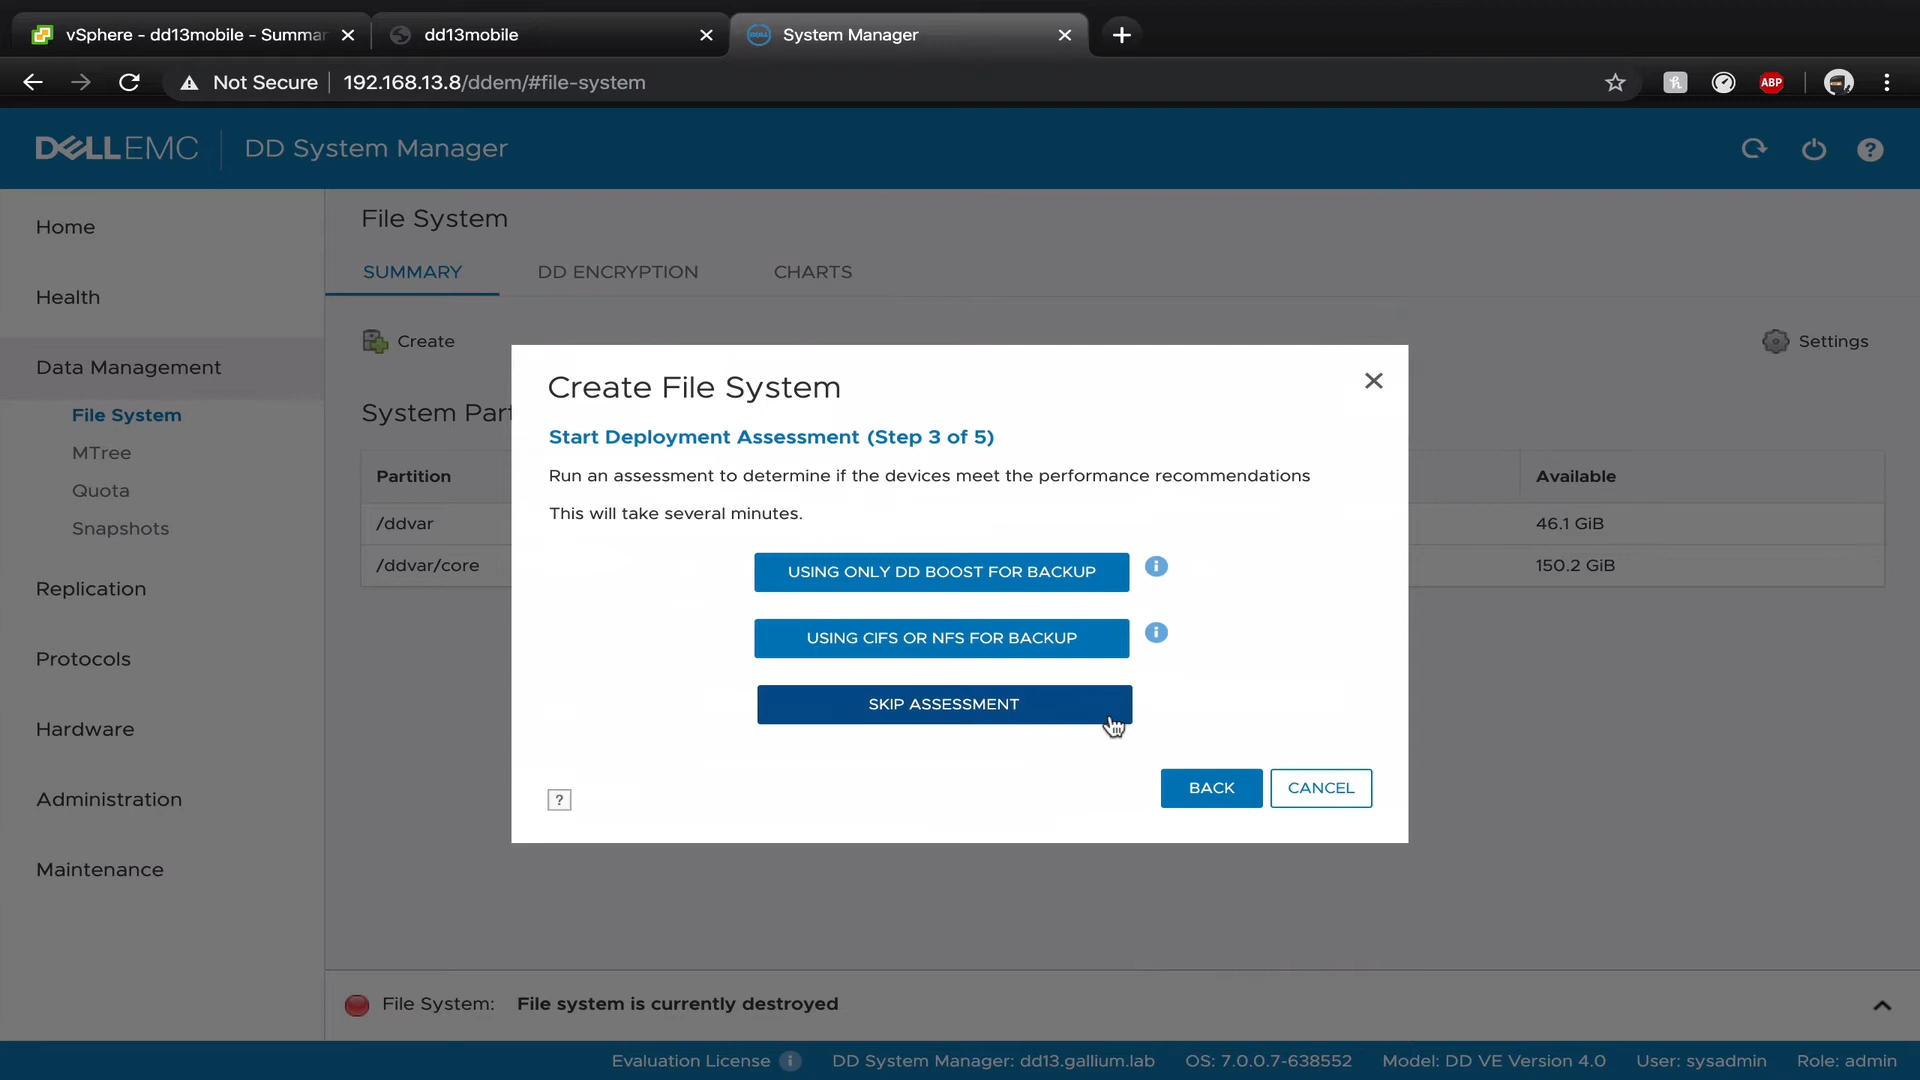 vSphere - dd13mobile - Summar
dd13mobile
System Manager
Not Secure
192.168.13.8/ddem/#file-system
ABP
DELLEMC
DD System Manager
Home
Health
Data Management
File System
MTree
Quota
Snapshots
Replication
Protocols
Hardware
Administration
Maintenance
File System
SUMMARY
DD ENCRYPTION
CHARTS
Create
Settings
System Part
Partition
Available
/ddvar
46.1 GiB
/ddvar/core
150.2 GiB
Create File System
Start Deployment Assessment (Step 3 of 5)
Run an assessment to determine if the devices meet the performance recommendations
This will take several minutes.
USING ONLY DD BOOST FOR BACKUP
USING CIFS OR NFS FOR BACKUP
SKIP ASSESSMENT
?
BACK
CANCEL
File System: File system is currently destroyed
Evaluation License
DD System Manager: dd13.gallium.lab
OS: 7.0.0.7-638552
Model: DD VE Version 4.0
User: sysadmin
Role: admin